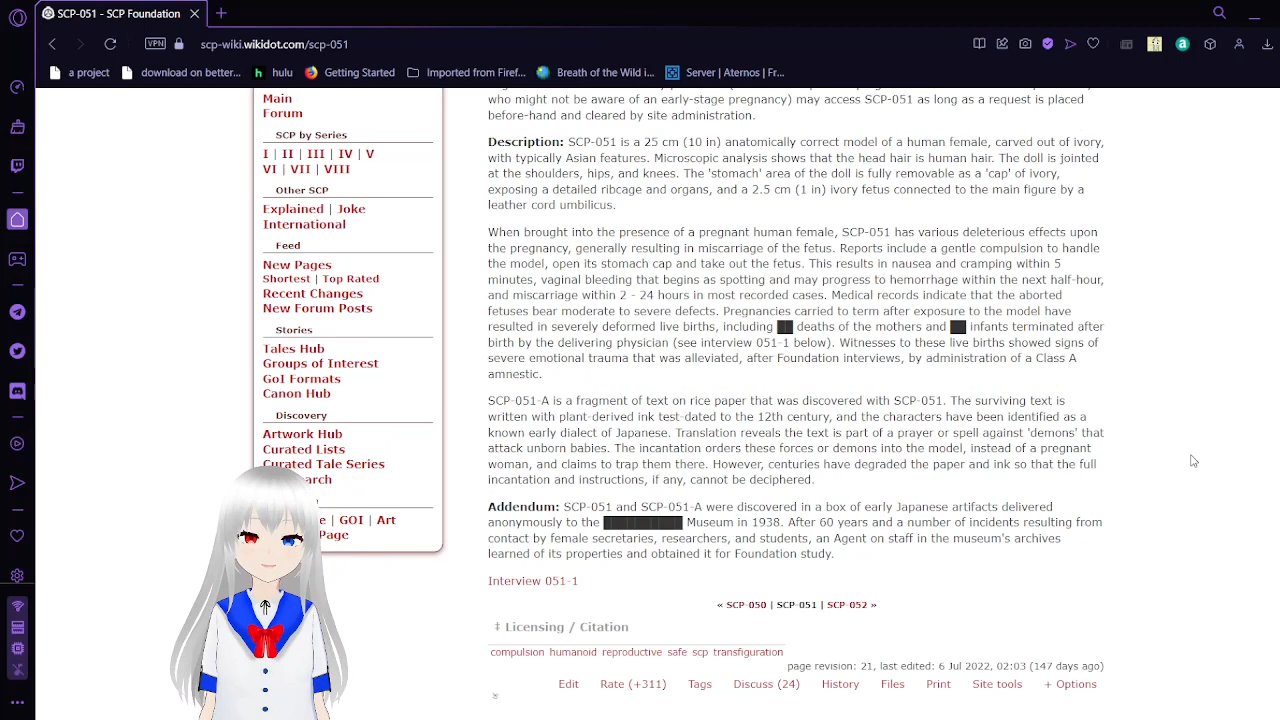 SCP-051 - SCP Foundation
VPN
scp-wiki.wikidot.com/scp-051
a project
download on better...
hulu
Getting Started
Imported from Firef...
Breath of the Wild i...
Server | Aternos | Fr...
Main
Forum
SCP by Series
I | II | III | IV | V
VI | VII | VIII
Other SCP
Explained | Joke
International
Feed
New Pages
Shortest | Top Rated
Recent Changes
New Forum Posts
Stories
Tales Hub
Groups of Interest
GoI Formats
Canon Hub
Discovery
Artwork Hub
Curated Lists
Curated Tale Series
GOI | Art
Page
who might not be aware of an early-stage pregnancy) may access SCP-051 as long as a request is placed
before-hand and cleared by site administration.
Description: SCP-051 is a 25 cm (10 in) anatomically correct model of a human female, carved out of ivory,
with typically Asian features. Microscopic analysis shows that the head hair is human hair. The doll is jointed
at the shoulders, hips, and knees. The 'stomach' area of the doll is fully removable as a 'cap' of ivory,
exposing a detailed ribcage and organs, and a 2.5 cm (1 in) ivory fetus connected to the main figure by a
leather cord umbilicus.
When brought into the presence of a pregnant human female, SCP-051 has various deleterious effects upon
the pregnancy, generally resulting in miscarriage of the fetus. Reports include a gentle compulsion to handle
the model, open its stomach cap and take out the fetus. This results in nausea and cramping within 5
minutes, vaginal bleeding that begins as spotting and may progress to hemorrhage within the next half-hour,
and miscarriage within 2 - 24 hours in most recorded cases. Medical records indicate that the aborted
fetuses bear moderate to severe defects. Pregnancies carried to term after exposure to the model have
resulted in severely deformed live births, including ██ deaths of the mothers and ██ infants terminated after
birth by the delivering physician (see interview 051-1 below). Witnesses to these live births showed signs of
severe emotional trauma that was alleviated, after Foundation interviews, by administration of a Class A
amnestic.
SCP-051-A is a fragment of text on rice paper that was discovered with SCP-051. The surviving text is
written with plant-derived ink test-dated to the 12th century, and the characters have been identified as a
known early dialect of Japanese. Translation reveals the text is part of a prayer or spell against 'demons' that
attack unborn babies. The incantation orders these forces or demons into the model, instead of a pregnant
woman, and claims to trap them there. However, centuries have degraded the paper and ink so that the full
incantation and instructions, if any, cannot be deciphered.
Addendum: SCP-051 and SCP-051-A were discovered in a box of early Japanese artifacts delivered
anonymously to the ██████████ Museum in 1938. After 60 years and a number of incidents resulting from
contact by female secretaries, researchers, and students, an Agent on staff in the museum's archives
learned of its properties and obtained it for Foundation study.
Interview 051-1
« SCP-050 | SCP-051 | SCP-052 »
‡ Licensing / Citation
compulsion humanoid reproductive safe scp transfiguration
page revision: 21, last edited: 6 Jul 2022, 02:03 (147 days ago)
Edit Rate (+311) Tags Discuss (24) History Files Print Site tools + Options